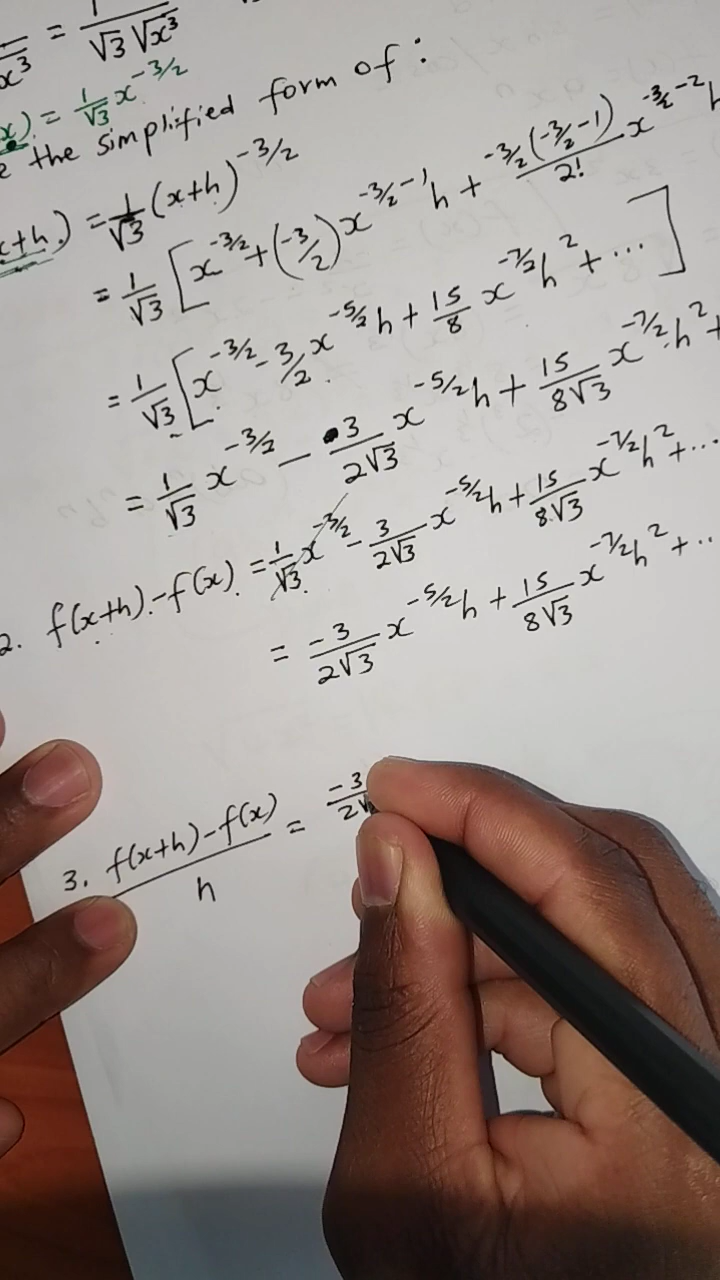 x³ = 1/(√3 √x³)
x) = 1/√3 x^(-3/2)
the simplified form of :
x+h) = 1/√3 (x+h)^(-3/2)
= 1/√3 [x^(-3/2) + (-3/2) x^(-3/2 -1) h + (-3/2(-3/2 -1))/2! x^(-3/2 -2) h
= 1/√3 [x^(-3/2) - 3/2 x^(-5/2) h + 15/8 x^(-7/2) h² + ... ]
= 1/√3 x^(-3/2) - 3/(2√3) x^(-5/2) h + 15/(8√3) x^(-7/2) h² +
2. f(x+h) - f(x) = 1/√3 x^(-3/2) - 3/(2√3) x^(-5/2) h + 15/(8√3) x^(-7/2) h² + ...
= -3/(2√3) x^(-5/2) h + 15/(8√3) x^(-7/2) h² + ..
3. (f(x+h) - f(x))/h = -3/2√